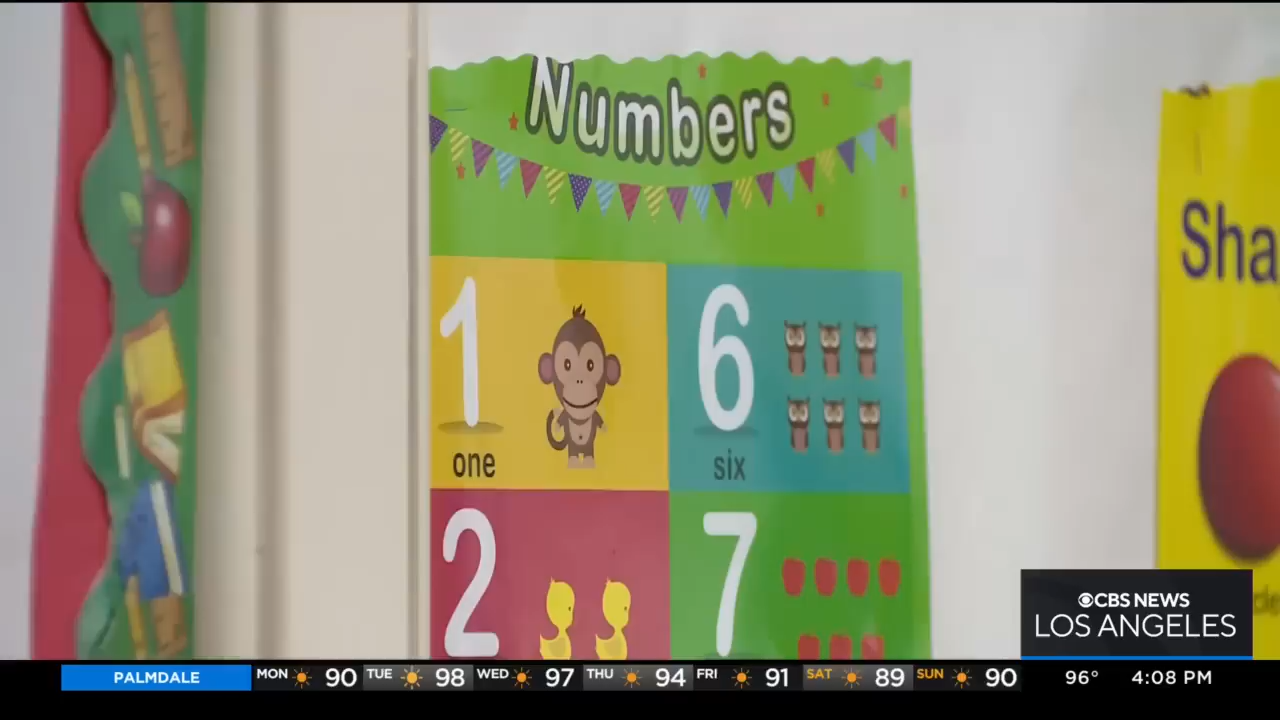 Numbers
Sha
1
6
one
six
2
7
CBS NEWS
LOS ANGELES
PALMDALE MON 90 TUE 98 WED 97 THU 94 FRI 91 SAT 89 SUN 90 96° 4:08 PM